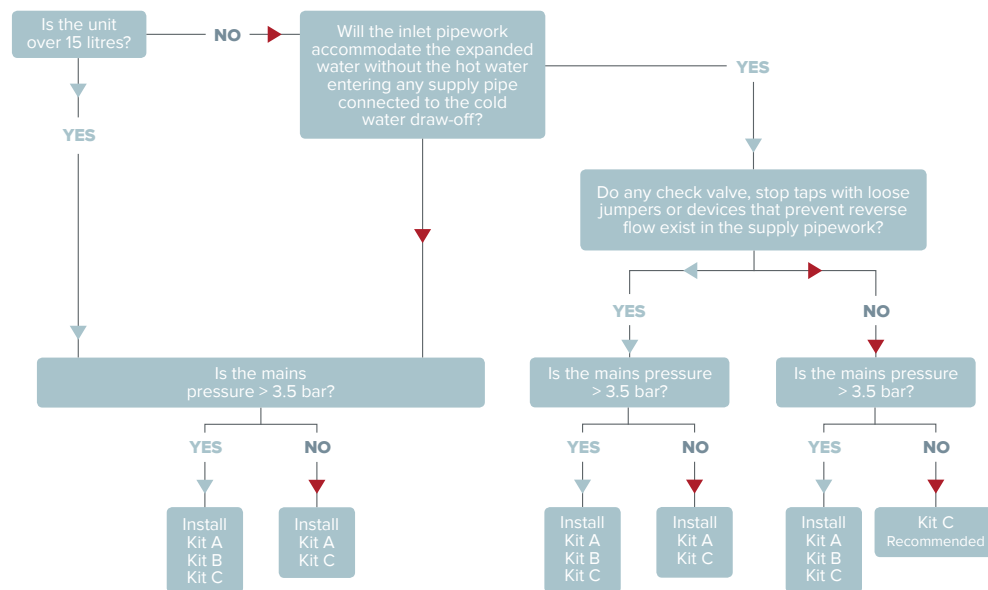 Is the unit
over 15 litres?
NO
Will the inlet pipework
accommodate the expanded
water without the hot water
entering any supply pipe
connected to the cold
water draw-off?
YES
YES
Do any check valve, stop taps with loose
jumpers or devices that prevent reverse
flow exist in the supply pipework?
YES
NO
Is the mains
pressure > 3.5 bar?
Is the mains pressure
> 3.5 bar?
Is the mains pressure
> 3.5 bar?
YES
NO
YES
NO
YES
NO
Install
Kit A
Kit B
Kit C
Install
Kit A
Kit C
Install
Kit A
Kit B
Kit C
Install
Kit A
Kit C
Install
Kit A
Kit B
Kit C
Kit C
Recommended